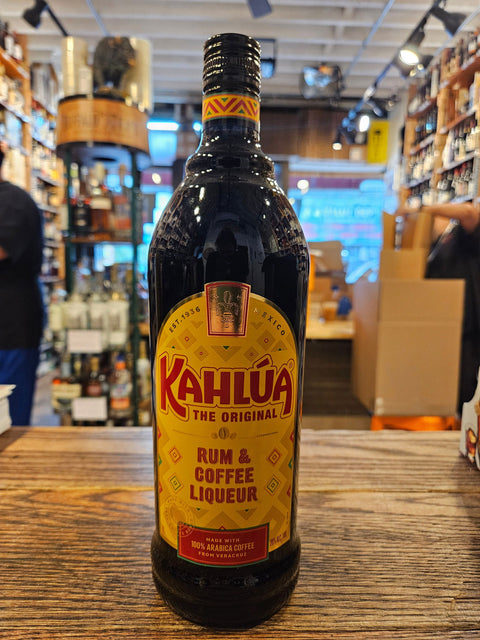 EST. 1936
MEXICO
KAHLÚA
THE ORIGINAL
RUM &
COFFEE
LIQUEUR
MADE WITH
100% ARABICA COFFEE
FROM VERACRUZ